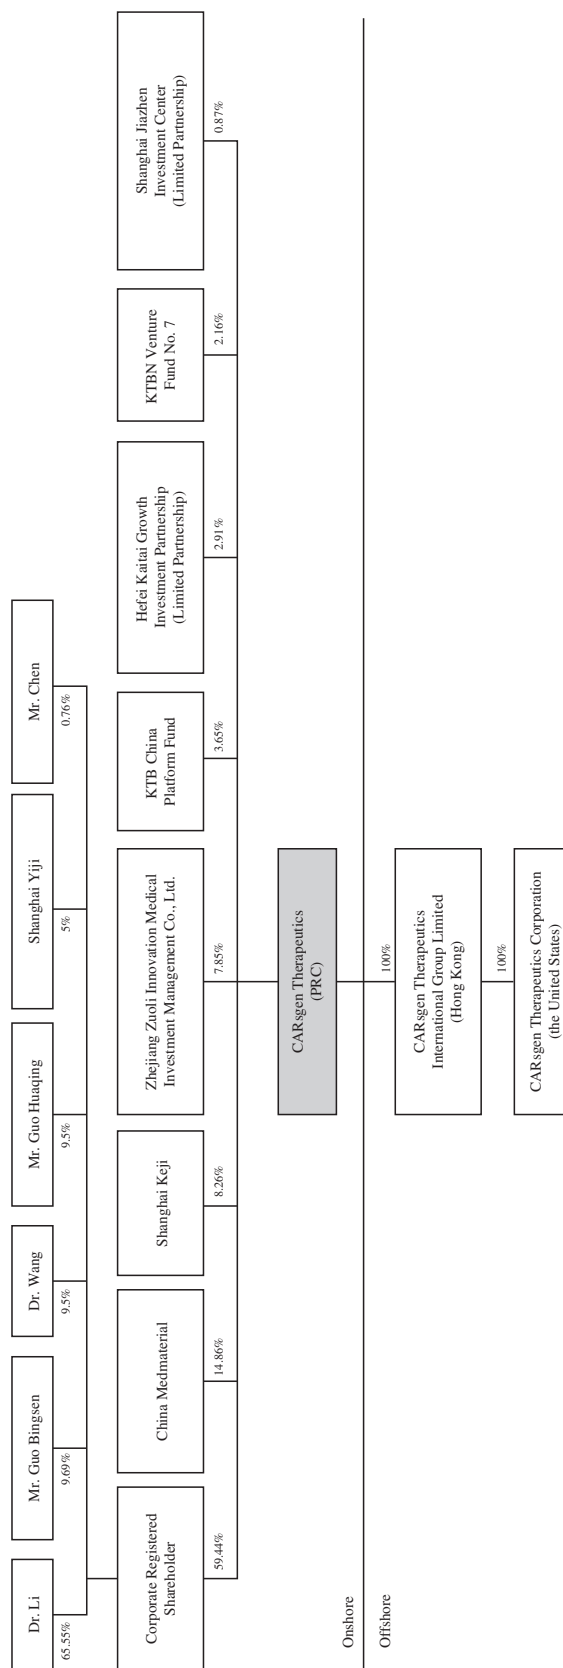 Dr. Li
Mr. Guo Bingsen
Dr. Wang
Mr. Guo Huaqing
Shanghai Yiji
Mr. Chen
65.55%
9.69%
9.5%
9.5%
5%
0.76%
Corporate Registered
Shareholder
China Medmaterial
Shanghai Keji
Zhejiang Zuoli Innovation Medical
Investment Management Co., Ltd.
KTB China
Platform Fund
Hefei Kaitai Growth
Investment Partnership
(Limited Partnership)
KTBN Venture
Fund No. 7
Shanghai Jiazhen
Investment Center
(Limited Partnership)
59.44%
14.86%
8.26%
7.85%
3.65%
2.91%
2.16%
0.87%
CARsgen Therapeutics
(PRC)
Onshore
Offshore
100%
CARsgen Therapeutics
International Group Limited
(Hong Kong)
100%
CARsgen Therapeutics Corporation
(the United States)